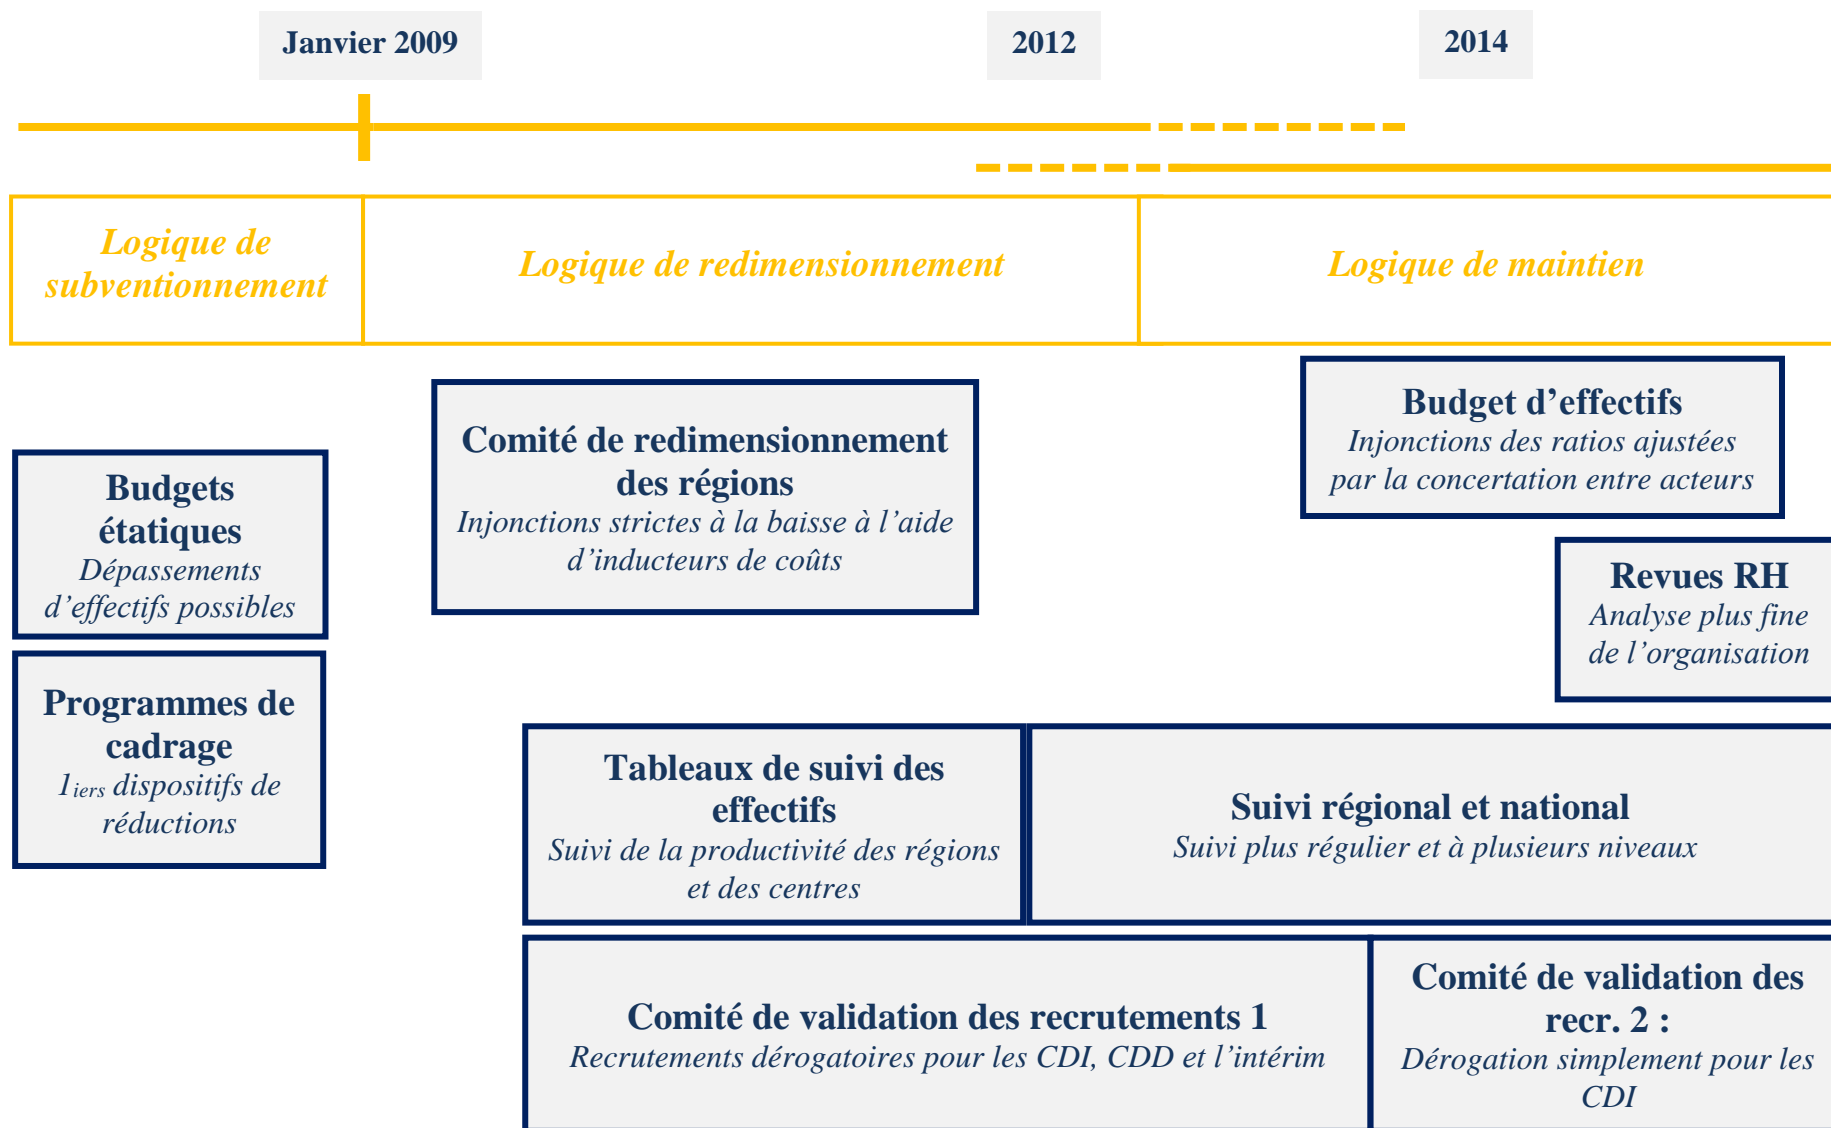 Janvier 2009
2012
2014
Logique de
subventionnement
Logique de redimensionnement
Logique de maintien
Budgets
étatiques
Dépassements
d’effectifs possibles
Programmes de
cadrage
1iers dispositifs de
réductions
Comité de redimensionnement
des régions
Injonctions strictes à la baisse à l’aide
d’inducteurs de coûts
Budget d’effectifs
Injonctions des ratios ajustées
par la concertation entre acteurs
Revues RH
Analyse plus fine
de l’organisation
Tableaux de suivi des
effectifs
Suivi de la productivité des régions
et des centres
Suivi régional et national
Suivi plus régulier et à plusieurs niveaux
Comité de validation des recrutements 1
Recrutements dérogatoires pour les CDI, CDD et l’intérim
Comité de validation des
recr. 2 :
Dérogation simplement pour les
CDI